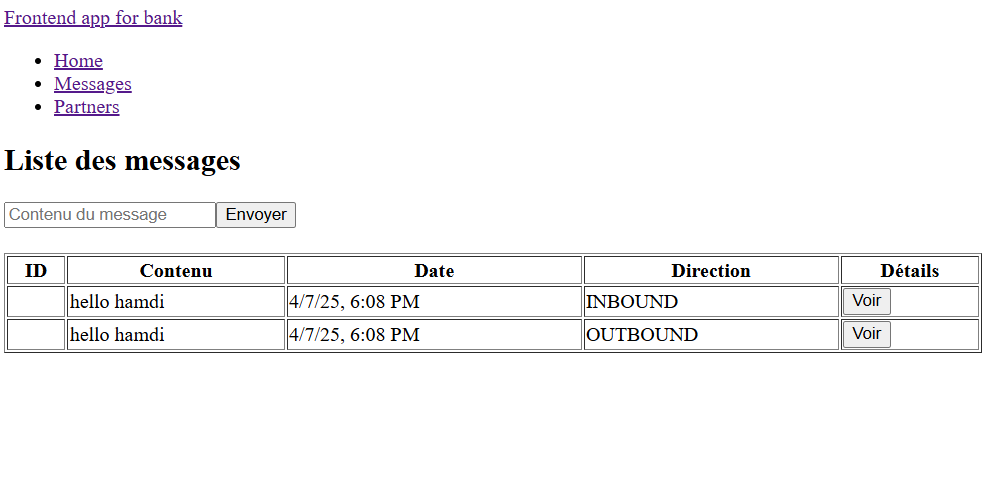 Frontend app for bank
Home
Messages
Partners
Liste des messages
Contenu du message Envoyer
ID Contenu Date Direction Détails
hello hamdi 4/7/25, 6:08 PM INBOUND Voir
hello hamdi 4/7/25, 6:08 PM OUTBOUND Voir